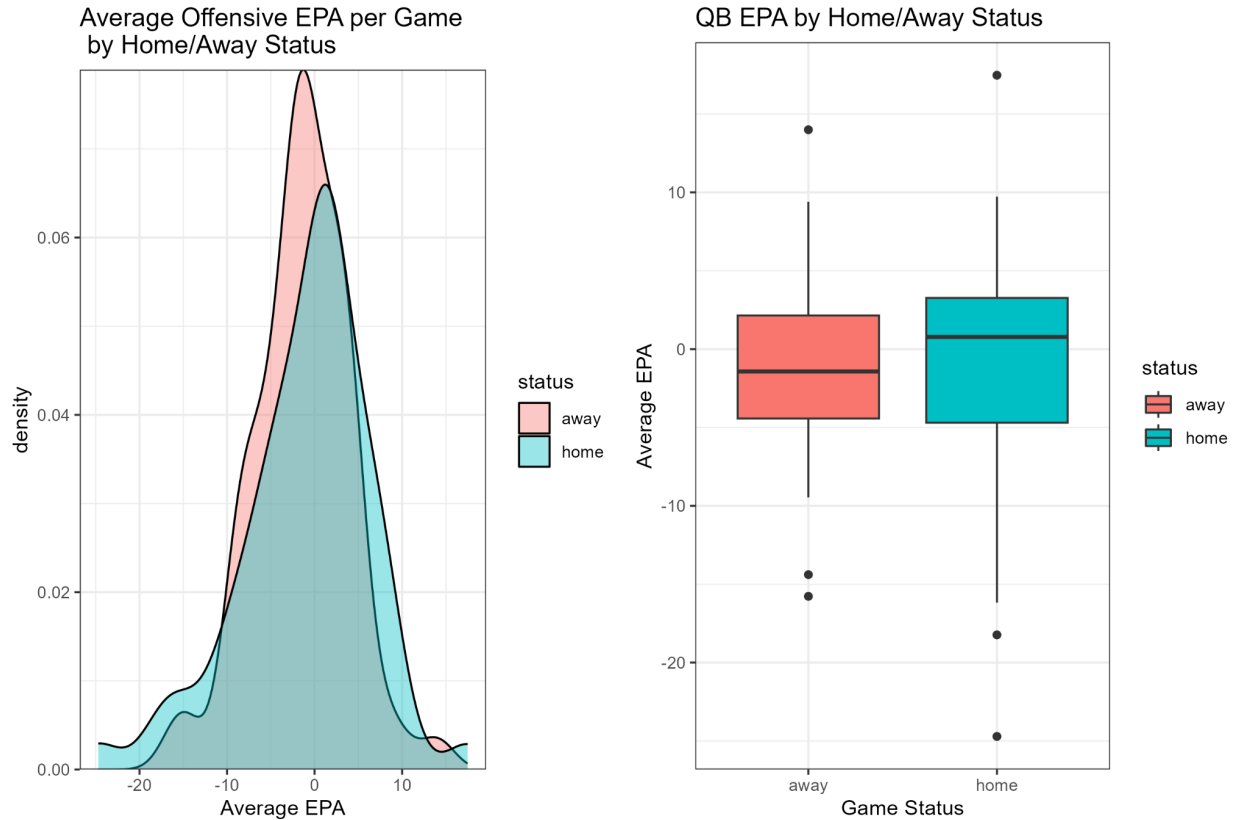 Average Offensive EPA per Game
by Home/Away Status
density
0.06
0.04
0.02
0.00
-20
-10
0
10
Average EPA
status
away
home
QB EPA by Home/Away Status
Average EPA
10
0
-10
-20
away
home
Game Status
status
away
home